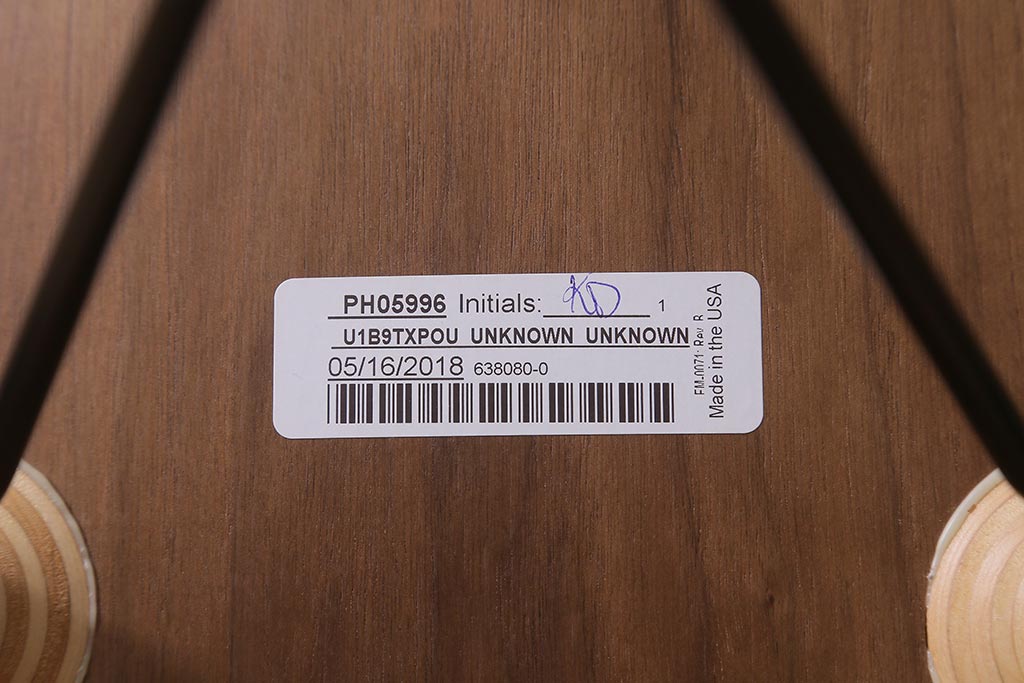 PH05996 Initials: KD 1
U1B9TXPOU UNKNOWN UNKNOWN
05/16/2018 638080-0
FM-0071: Rev R
Made in the USA